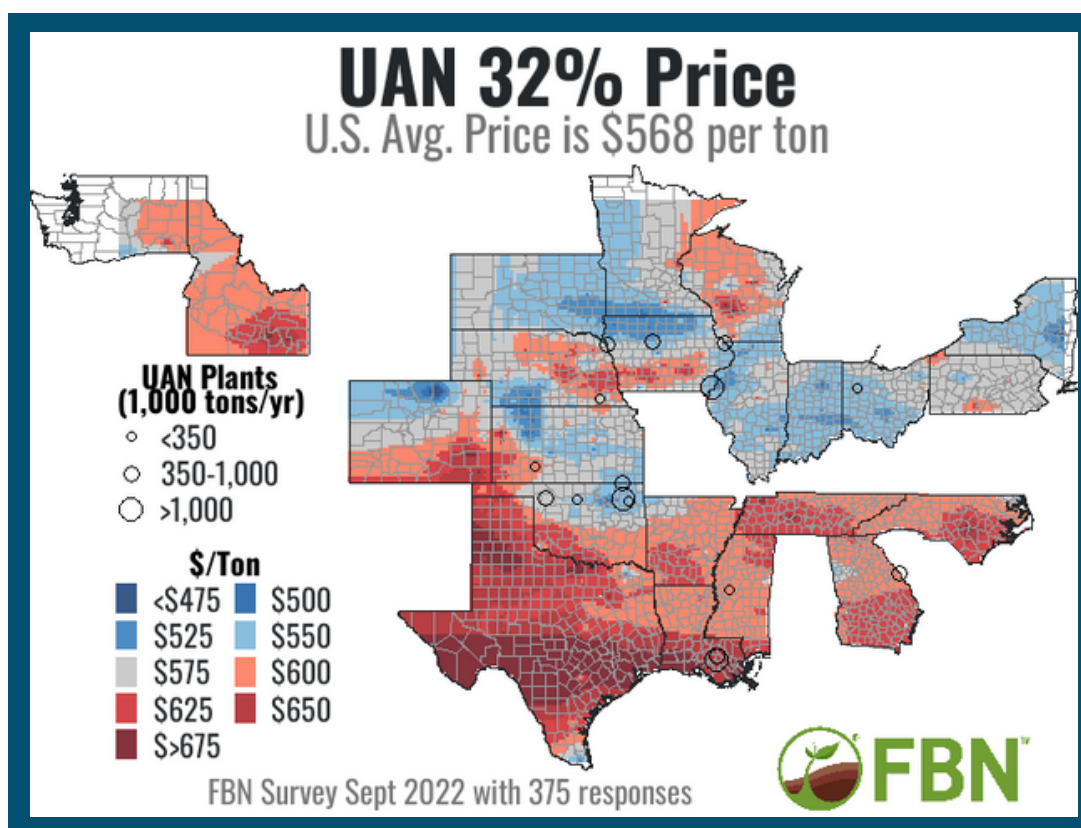 UAN 32% Price
U.S. Avg. Price is $568 per ton
UAN Plants
(1,000 tons/yr)
<350
350-1,000
>1,000
$/Ton
<$475 $500
$525 $550
$575 $600
$625 $650
$>675
FBN Survey Sept 2022 with 375 responses
FBN